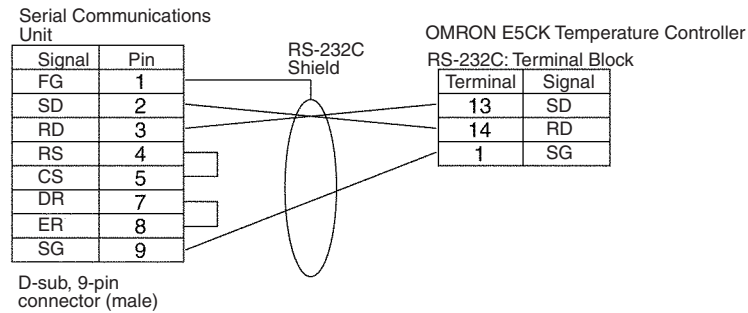 Serial Communications
Unit
Signal Pin
FG 1
SD 2
RD 3
RS 4
CS 5
DR 7
ER 8
SG 9
D-sub, 9-pin
connector (male)
RS-232C
Shield
OMRON E5CK Temperature Controller
RS-232C: Terminal Block
Terminal Signal
13 SD
14 RD
1 SG